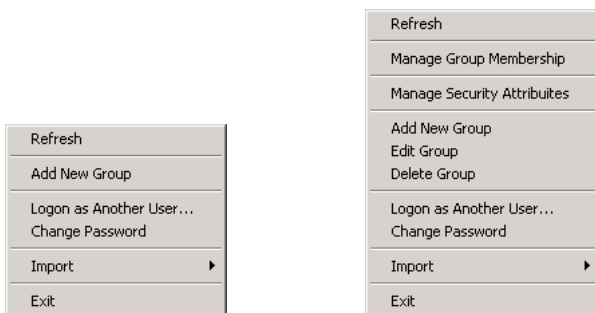 Refresh
Add New Group
Logon as Another User...
Change Password
Import
Exit
Refresh
Manage Group Membership
Manage Security Attribuites
Add New Group
Edit Group
Delete Group
Logon as Another User...
Change Password
Import
Exit